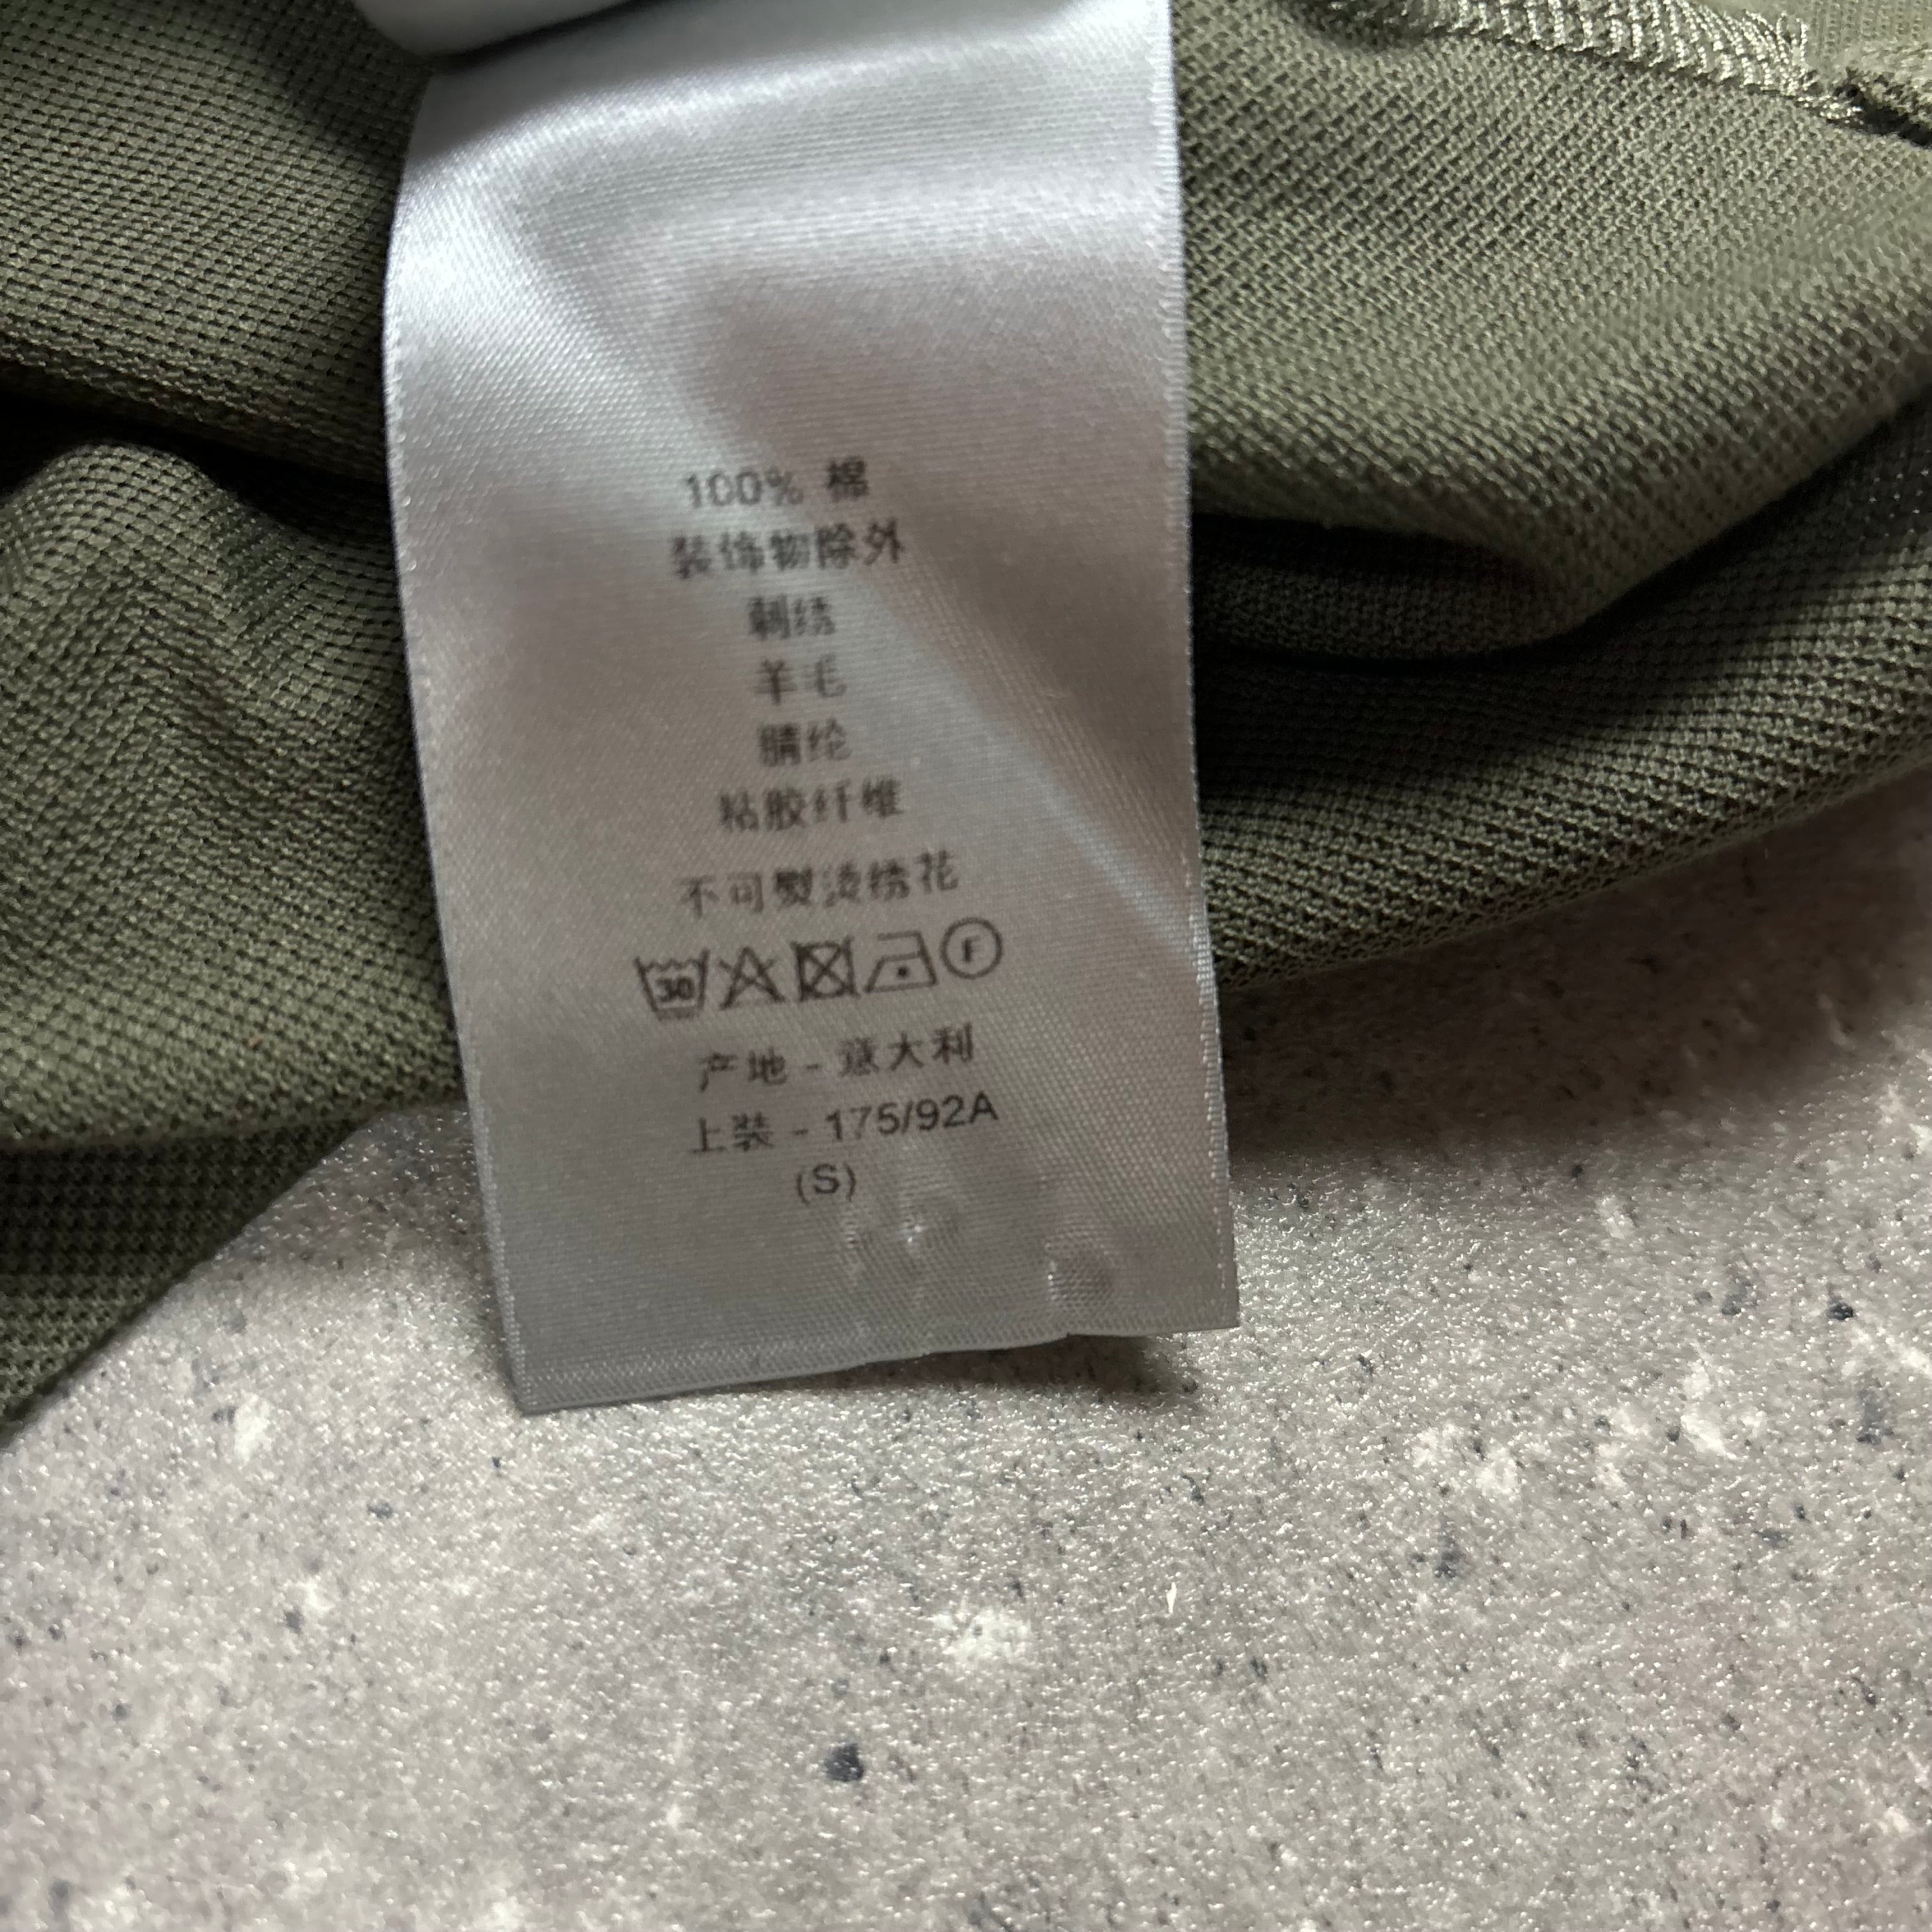 100% 棉
装饰物除外
刺绣
羊毛
腈纶
粘胶纤维
不可熨烫绣花
30 F
产地 - 意大利
上装 - 175/92A
(S)